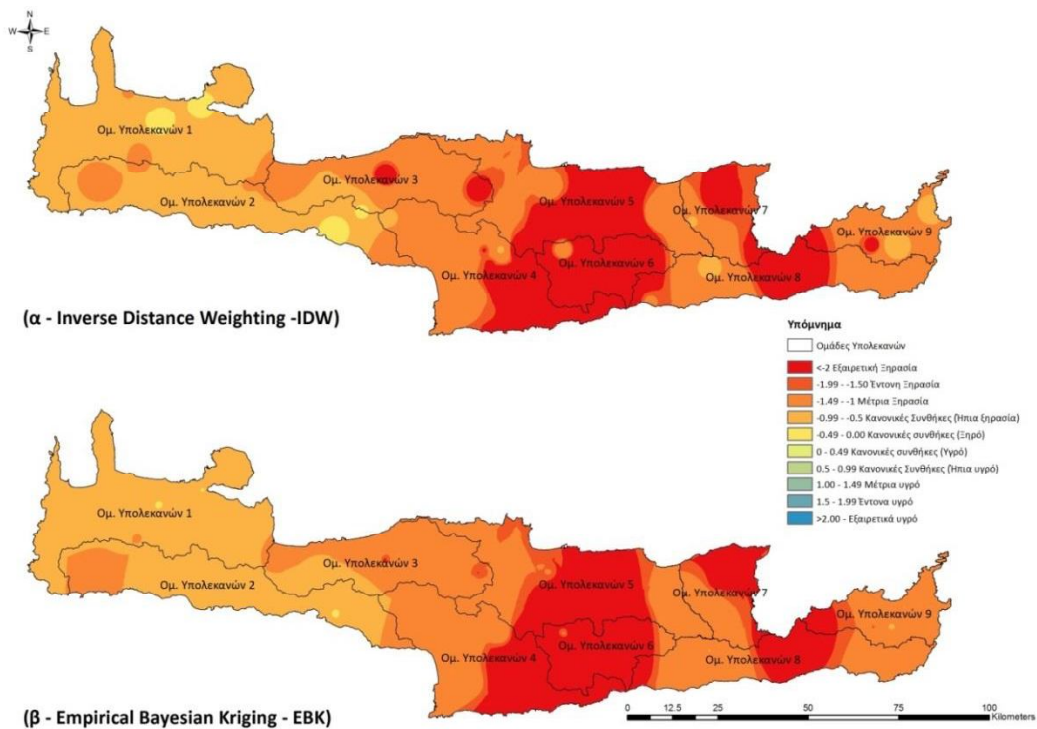 N
W E
S
Ομ. Υπολεκανών 1
Ομ. Υπολεκανών 2
Ομ. Υπολεκανών 3
Ομ. Υπολεκανών 4
Ομ. Υπολεκανών 5
Ομ. Υπολεκανών 6
Ομ. Υπολεκανών 7
Ομ. Υπολεκανών 8
Ομ. Υπολεκανών 9
(α - Inverse Distance Weighting -IDW)
Υπόμνημα
Ομάδες Υπολεκανών
<-2 Εξαιρετική Ξηρασία
-1.99 - -1.50 Έντονη Ξηρασία
-1.49 - -1 Μέτρια Ξηρασία
-0.99 - -0.5 Κανονικές Συνθήκες (Ήπια ξηρασία)
-0.49 - 0.00 Κανονικές συνθήκες (Ξηρό)
0 - 0.49 Κανονικές συνθήκες (Υγρό)
0.5 - 0.99 Κανονικές Συνθήκες (Ήπια υγρό)
1.00 - 1.49 Μέτρια υγρό
1.5 - 1.99 Έντονα υγρό
>2.00 - Εξαιρετικά υγρό
Ομ. Υπολεκανών 1
Ομ. Υπολεκανών 2
Ομ. Υπολεκανών 3
Ομ. Υπολεκανών 4
Ομ. Υπολεκανών 5
Ομ. Υπολεκανών 6
Ομ. Υπολεκανών 7
Ομ. Υπολεκανών 8
Ομ. Υπολεκανών 9
(β - Empirical Bayesian Kriging - EBK)
0 12.5 25 50 75 100
Kilometers